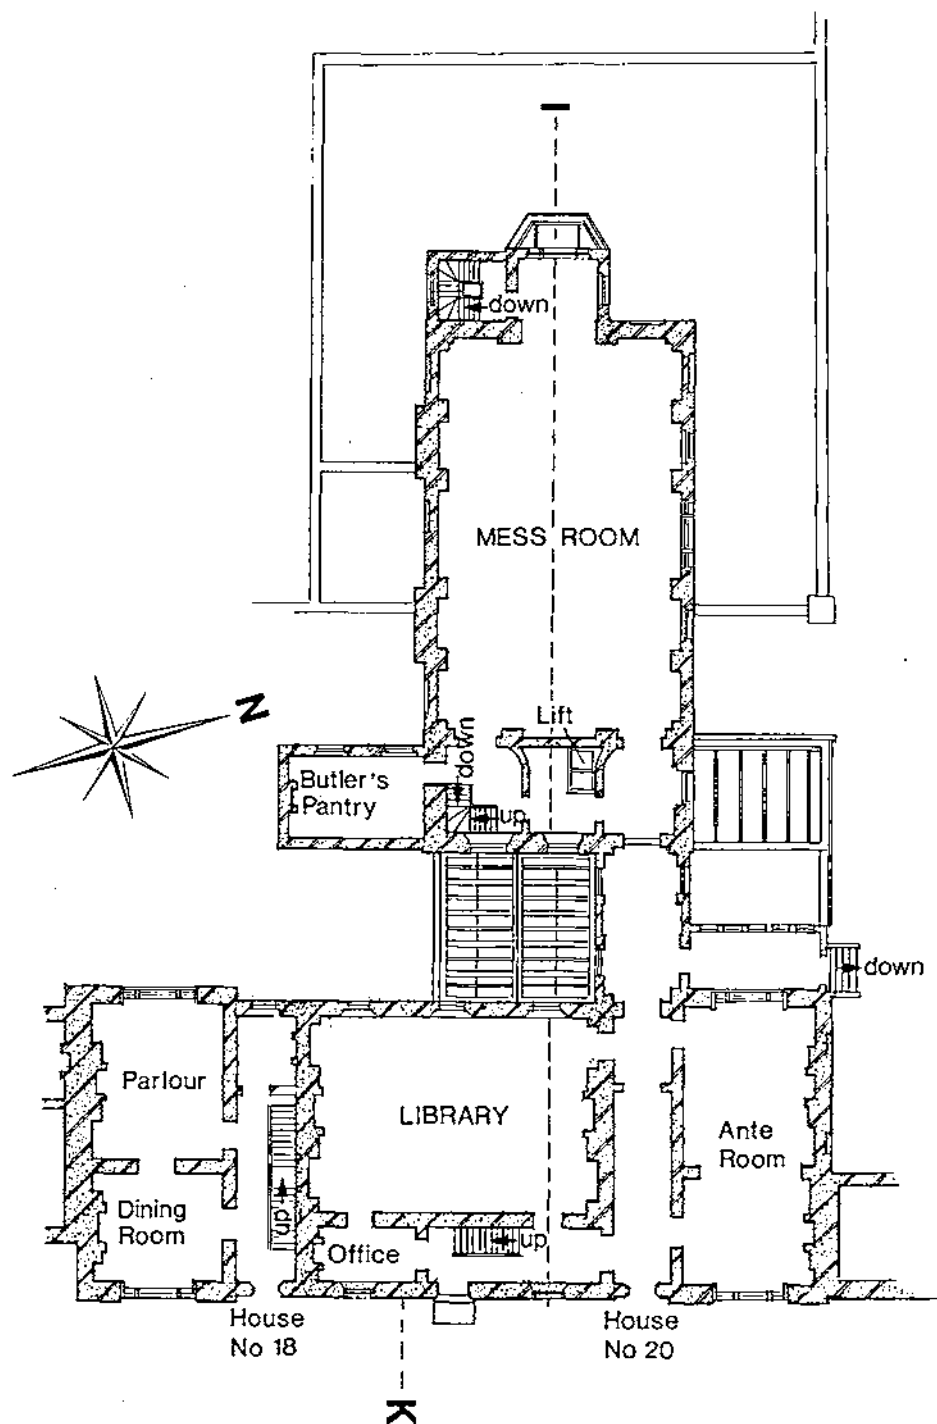 I
down
MESS ROOM
N
Lift
down
Butler's
Pantry
up
down
Parlour
LIBRARY
Ante
Room
Dining
Room
up
Office
up
House
No 18
House
No 20
K